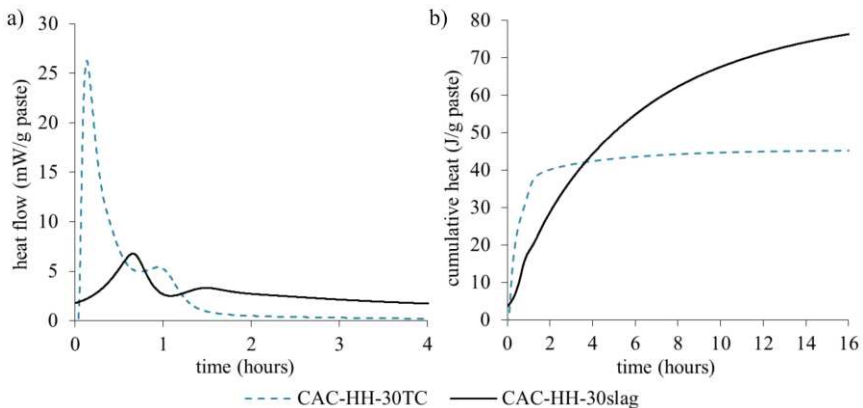 a)
30
25
20
15
10
5
0
heat flow (mW/g paste)
0 1 2 3 4
time (hours)
b)
80
70
60
50
40
30
20
10
0
cumulative heat (J/g paste)
0 2 4 6 8 10 12 14 16
time (hours)
CAC-HH-30TC CAC-HH-30slag